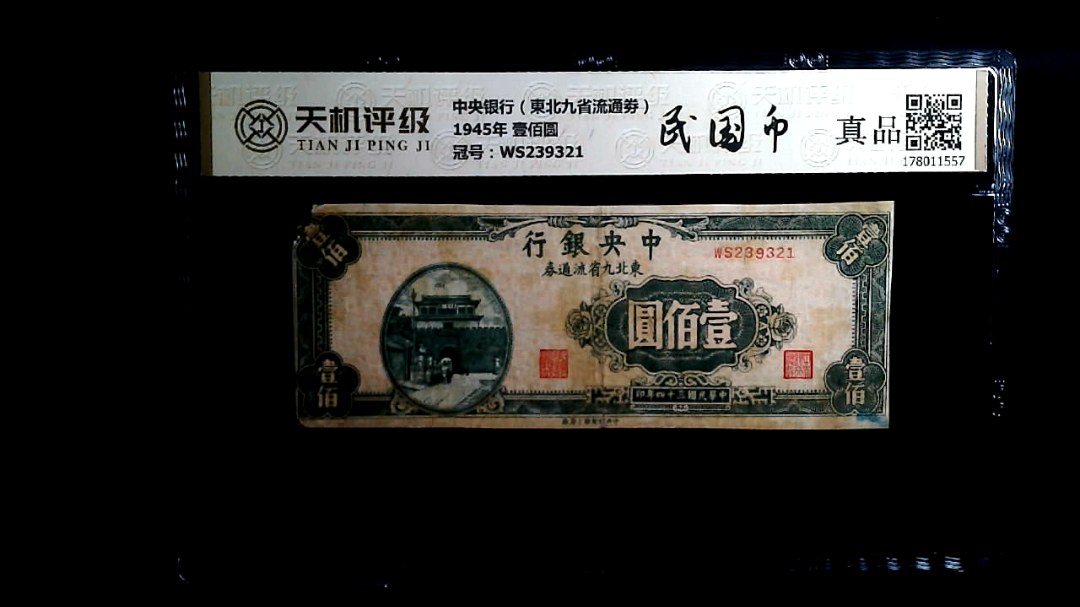 天机评级
TIAN JI PING JI
中央银行（東北九省流通券）
1945年 壹佰圆
冠号：WS239321
民国币
真品
178011557
壹佰
行銀央中
WS239321
壹佰
券通流省九北東
圓佰壹
壹佰
印年四十三國民華中
壹佰